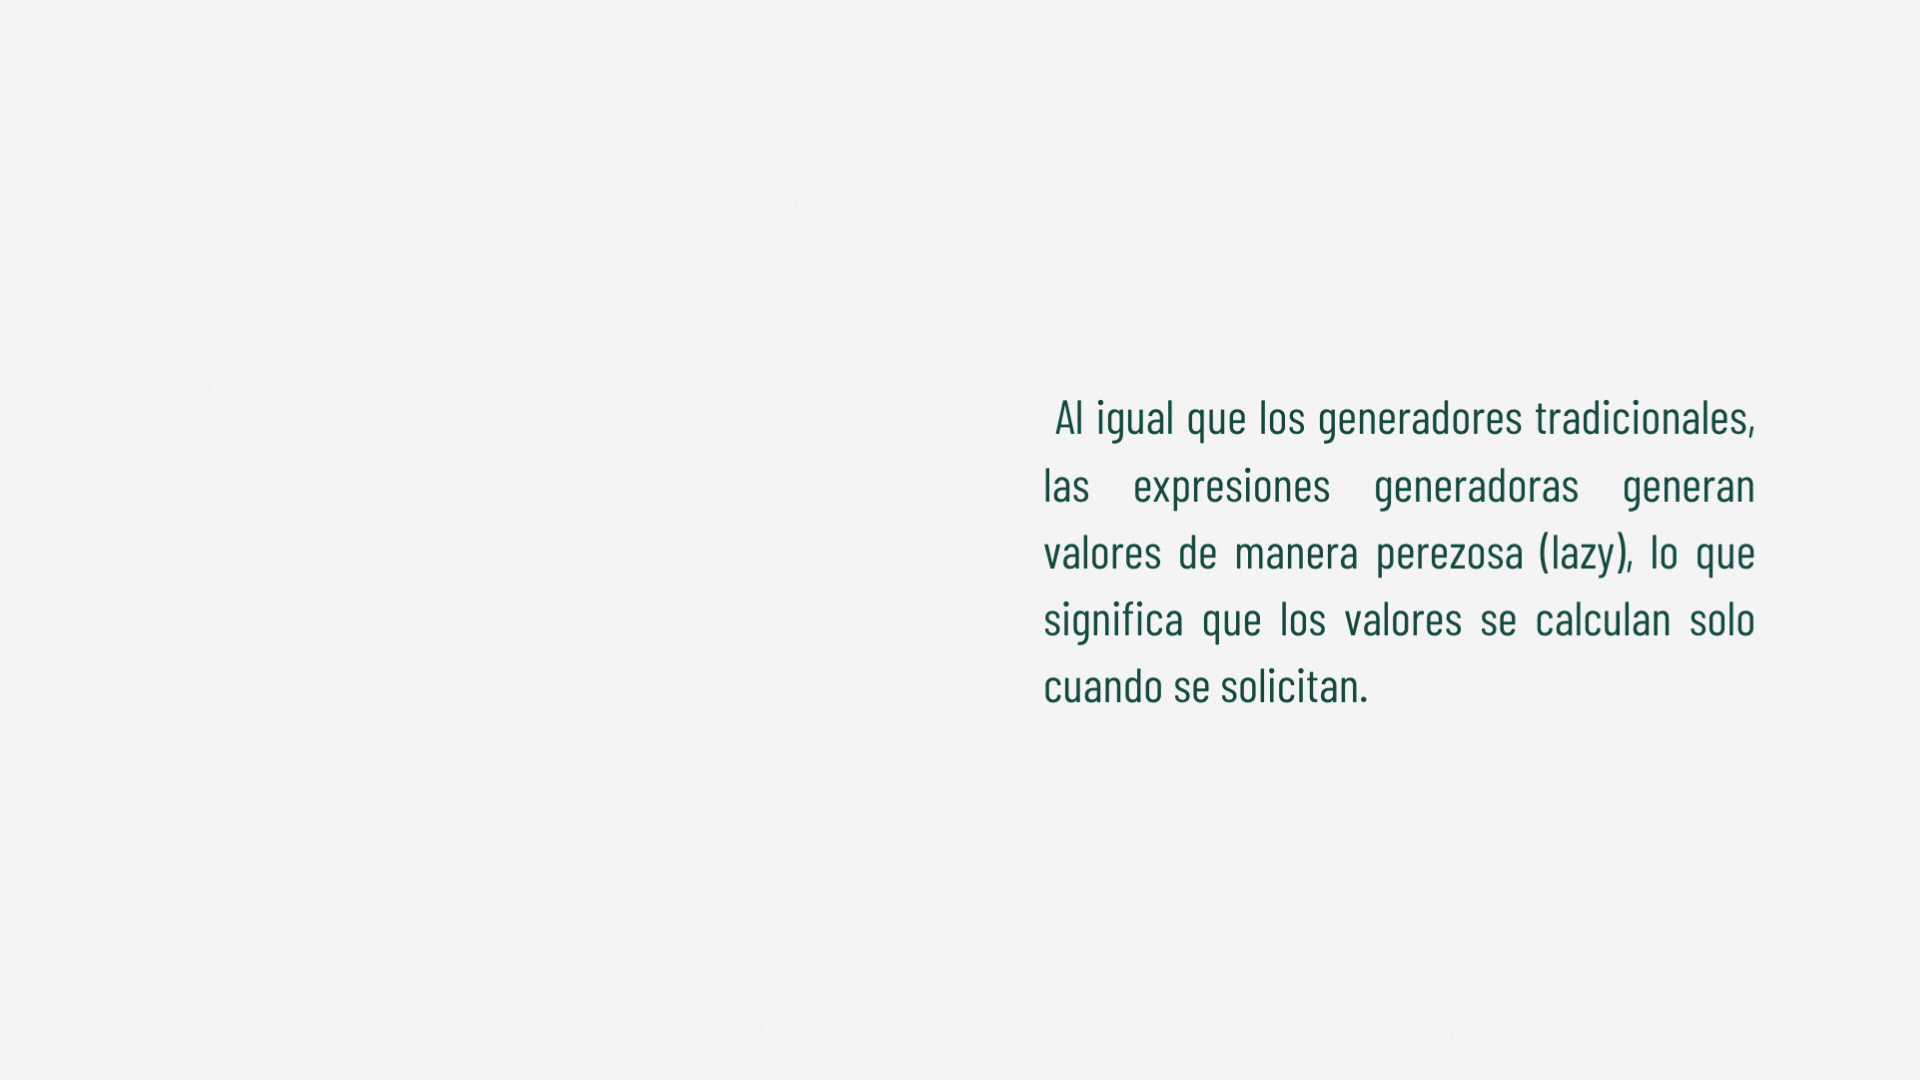 Al igual que los generadores tradicionales,
las expresiones generadoras generan
valores de manera perezosa (lazy), lo que
significa que los valores se calculan solo
cuando se solicitan.